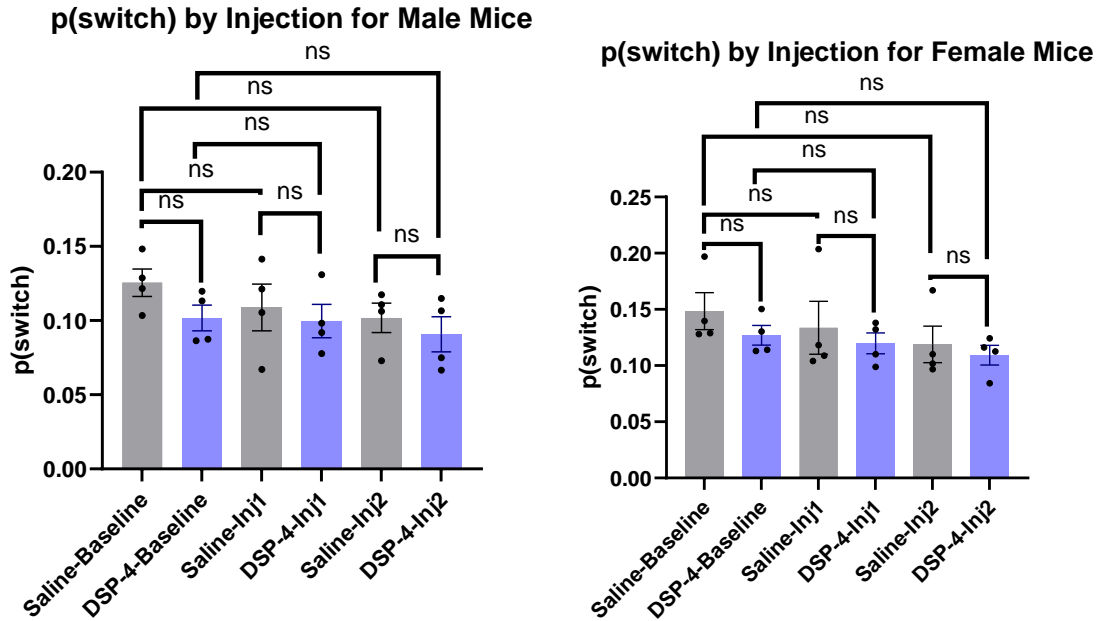 p(switch) by Injection for Male Mice
ns
ns
ns
ns
ns
ns
ns
0.20
0.15
0.10
0.05
0.00
p(switch)
Saline-Baseline
DSP-4-Baseline
Saline-Inj1
DSP-4-Inj1
Saline-Inj2
DSP-4-Inj2
p(switch) by Injection for Female Mice
ns
ns
ns
ns
ns
ns
ns
0.25
0.20
0.15
0.10
0.05
0.00
p(switch)
Saline-Baseline
DSP-4-Baseline
Saline-Inj1
DSP-4-Inj1
Saline-Inj2
DSP-4-Inj2